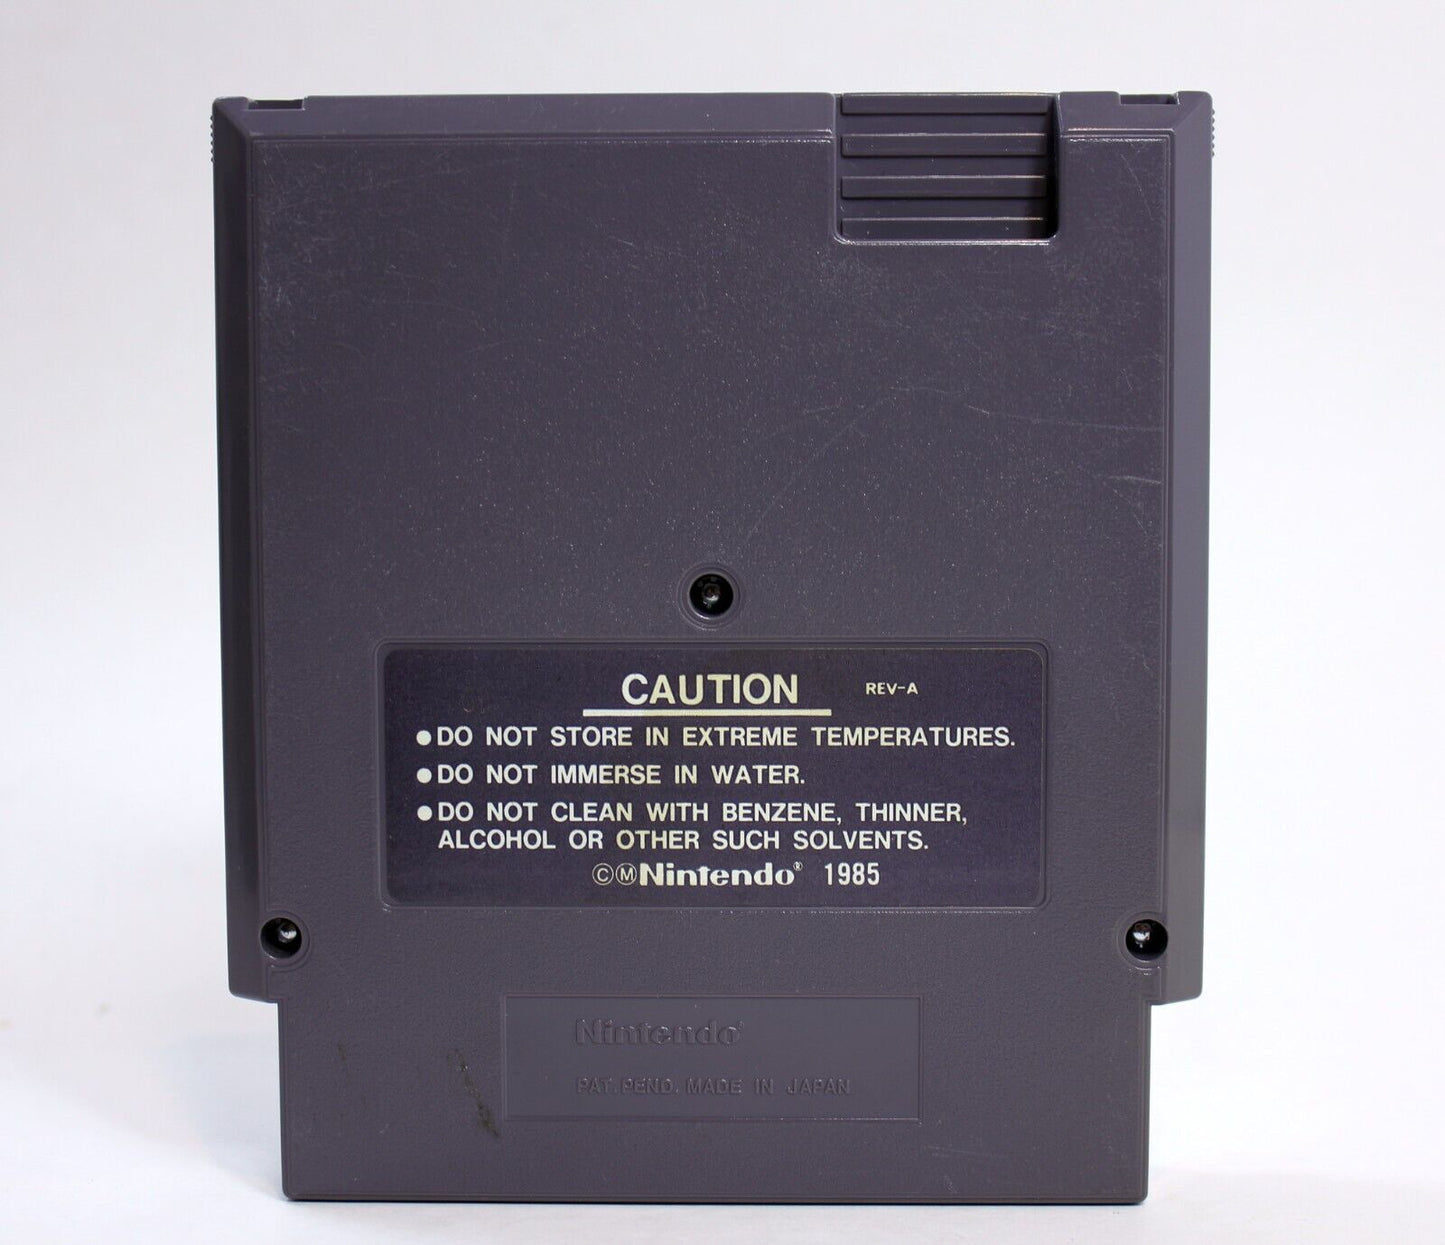 CAUTION REV-A
●DO NOT STORE IN EXTREME TEMPERATURES.
●DO NOT IMMERSE IN WATER.
●DO NOT CLEAN WITH BENZENE, THINNER,
ALCOHOL OR OTHER SUCH SOLVENTS.
ⒸⓂNintendo® 1985
Nintendo®
PAT. PEND. MADE IN JAPAN